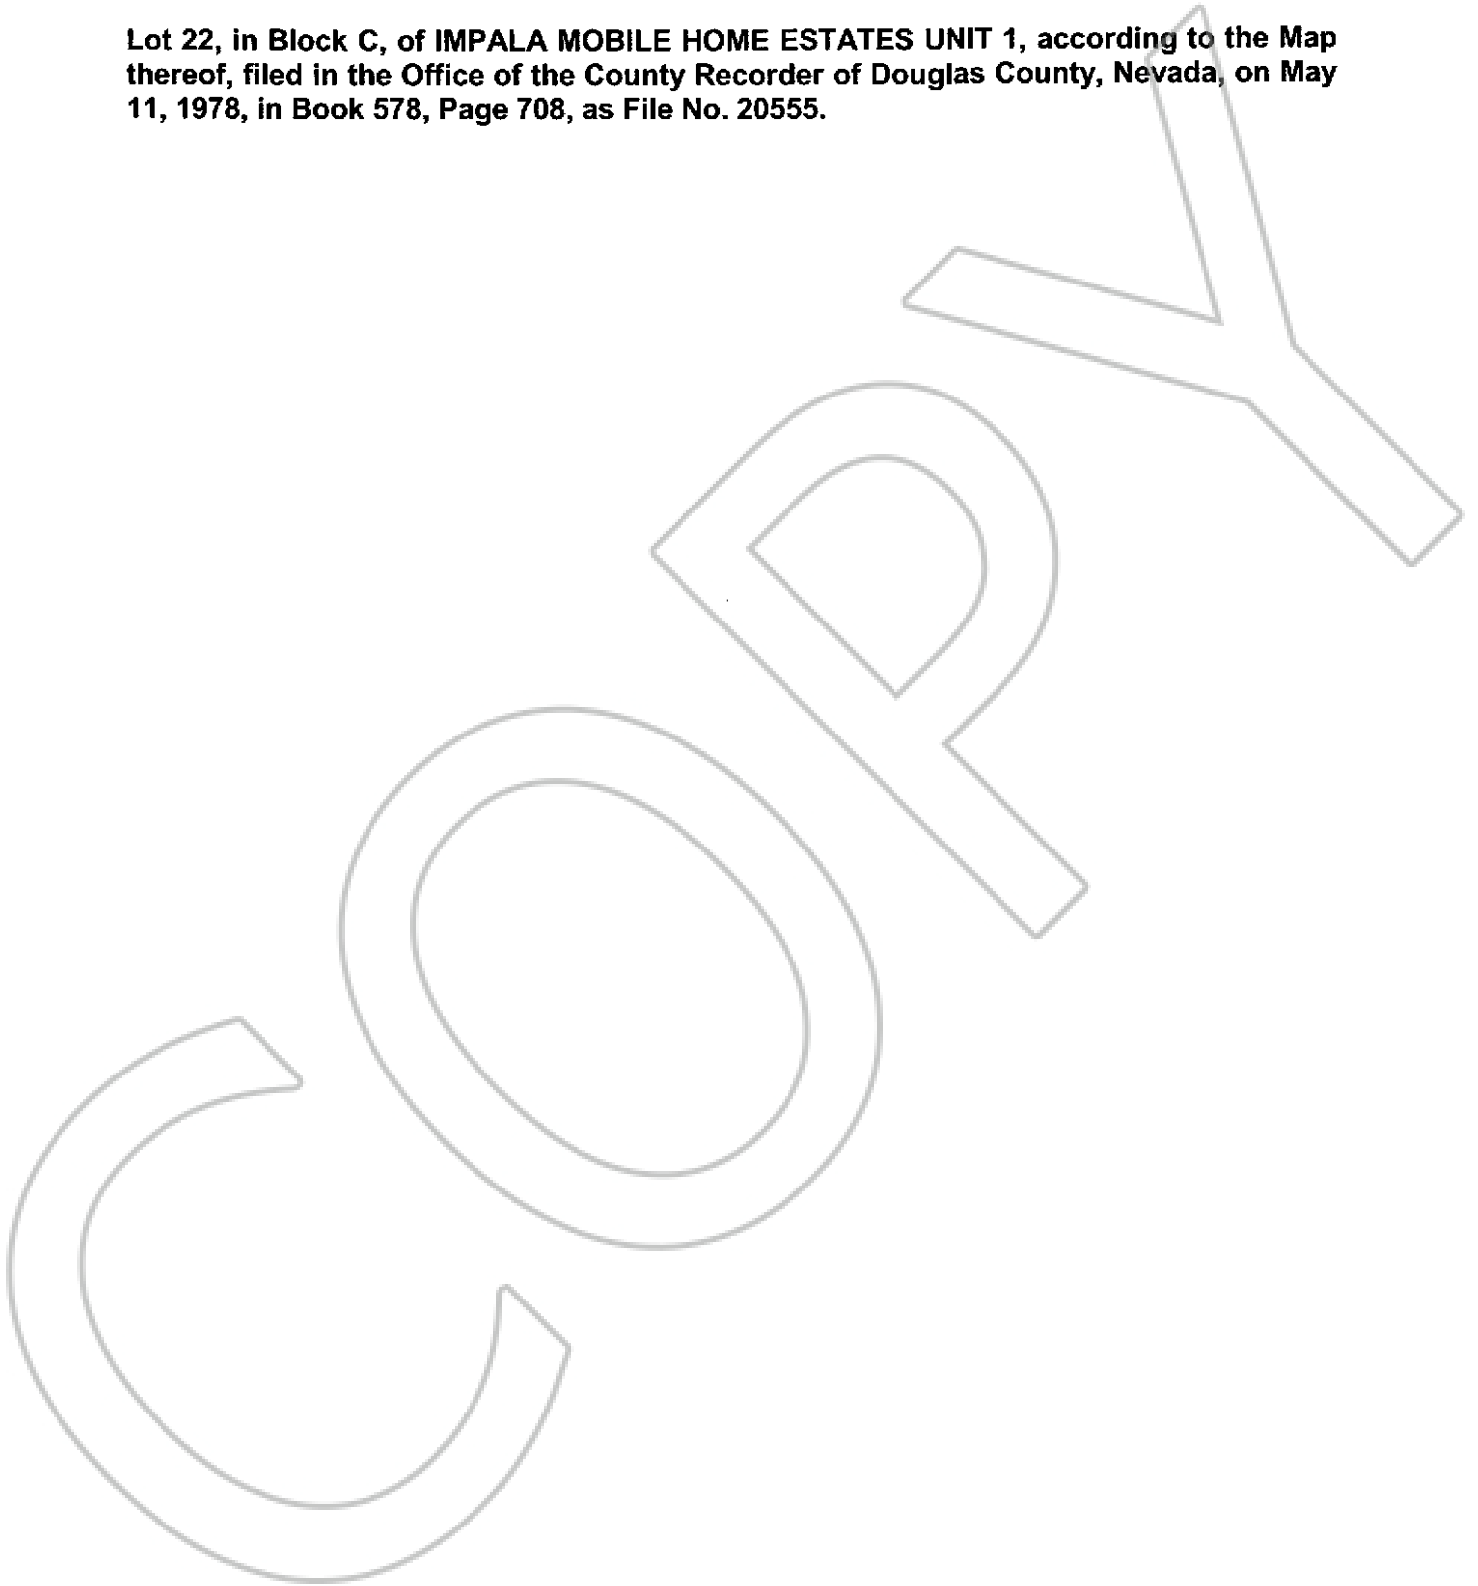 Lot 22, in Block C, of IMPALA MOBILE HOME ESTATES UNIT 1, according to the Map
thereof, filed in the Office of the County Recorder of Douglas County, Nevada, on May
11, 1978, in Book 578, Page 708, as File No. 20555.
COPY